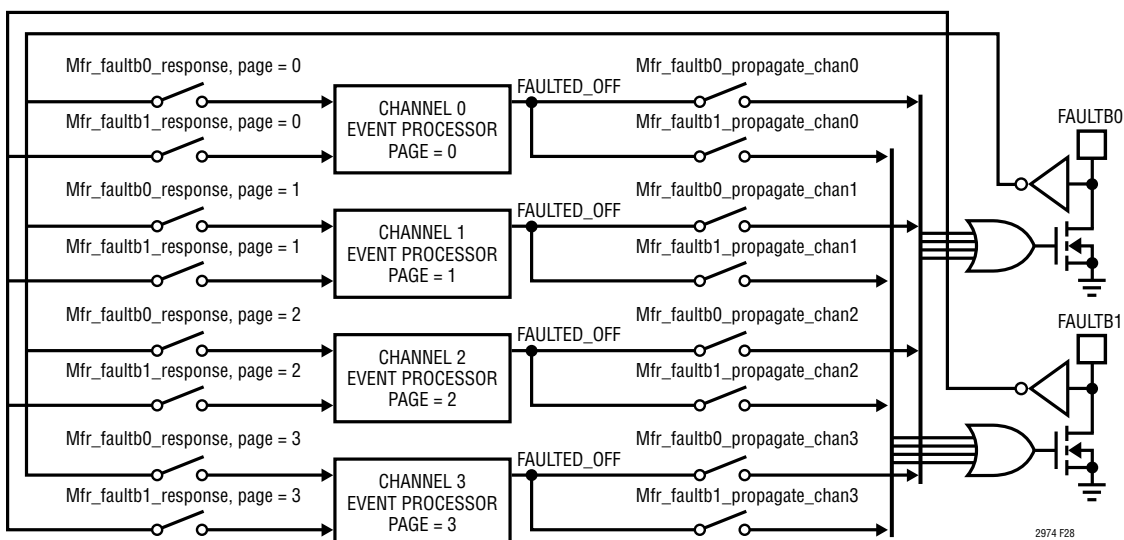 Mfr_faultb0_response, page = 0
Mfr_faultb1_response, page = 0
CHANNEL 0
EVENT PROCESSOR
PAGE = 0
FAULTED_OFF
Mfr_faultb0_propagate_chan0
Mfr_faultb1_propagate_chan0
FAULTB0
Mfr_faultb0_response, page = 1
Mfr_faultb1_response, page = 1
CHANNEL 1
EVENT PROCESSOR
PAGE = 1
FAULTED_OFF
Mfr_faultb0_propagate_chan1
Mfr_faultb1_propagate_chan1
Mfr_faultb0_response, page = 2
Mfr_faultb1_response, page = 2
CHANNEL 2
EVENT PROCESSOR
PAGE = 2
FAULTED_OFF
Mfr_faultb0_propagate_chan2
Mfr_faultb1_propagate_chan2
FAULTB1
Mfr_faultb0_response, page = 3
Mfr_faultb1_response, page = 3
CHANNEL 3
EVENT PROCESSOR
PAGE = 3
FAULTED_OFF
Mfr_faultb0_propagate_chan3
Mfr_faultb1_propagate_chan3
2974 F28